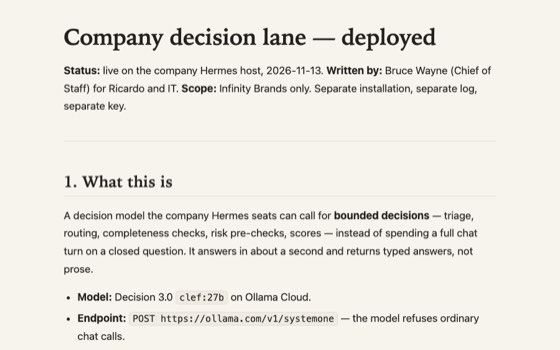 Company decision lane — deployed
Status: live on the company Hermes host, 2026-11-13. Written by: Bruce Wayne (Chief of
Staff) for Ricardo and IT. Scope: Infinity Brands only. Separate installation, separate log,
separate key.
1. What this is
A decision model the company Hermes seats can call for bounded decisions — triage,
routing, completeness checks, risk pre-checks, scores — instead of spending a full chat
turn on a closed question. It answers in about a second and returns typed answers, not
prose.
• Model: Decision 3.0 clef:27b on Ollama Cloud.
• Endpoint: POST https://ollama.com/v1/systemone — the model refuses ordinary
chat calls.